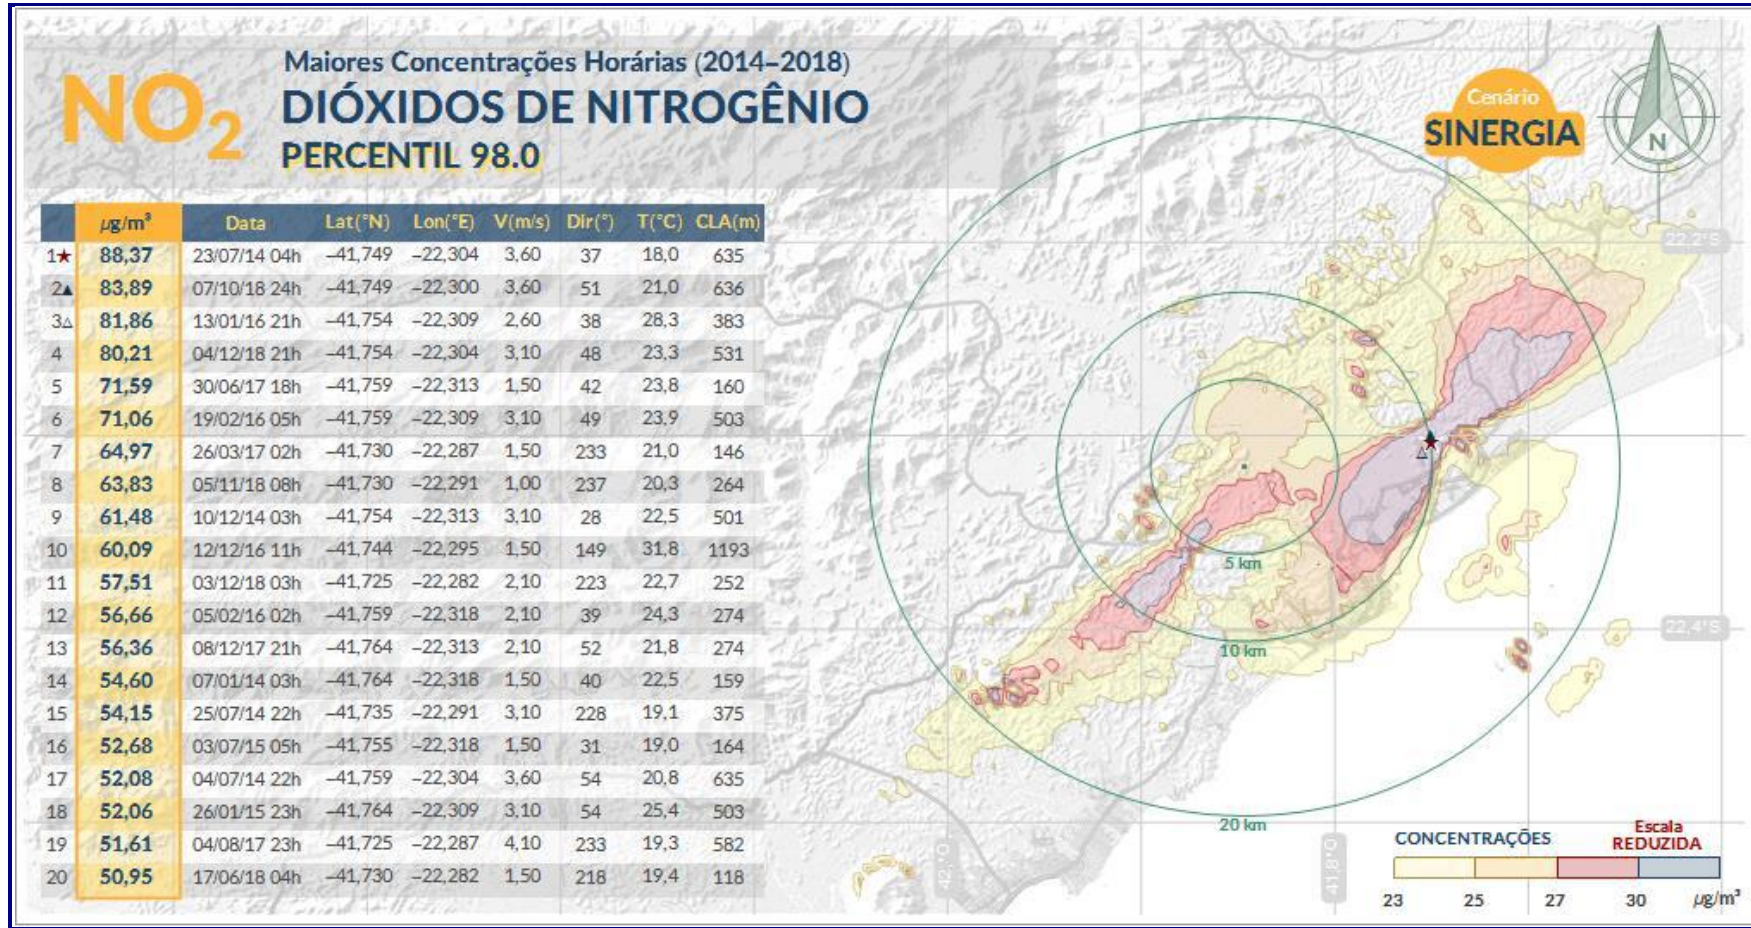 NO₂
Maiores Concentrações Horárias (2014–2018)
DIÓXIDOS DE NITROGÊNIO
PERCENTIL 98.0
Cenário
SINERGIA
N
µg/m³ Data Lat(°N) Lon(°E) V(m/s) Dir(°) T(°C) CLA(m)
1★ 88,37 23/07/14 04h –41,749 –22,304 3,60 37 18,0 635
2▲ 83,89 07/10/18 24h –41,749 –22,300 3,60 51 21,0 636
3△ 81,86 13/01/16 21h –41,754 –22,309 2,60 38 28,3 383
4 80,21 04/12/18 21h –41,754 –22,304 3,10 48 23,3 531
5 71,59 30/06/17 18h –41,759 –22,313 1,50 42 23,8 160
6 71,06 19/02/16 05h –41,759 –22,309 3,10 49 23,9 503
7 64,97 26/03/17 02h –41,730 –22,287 1,50 233 21,0 146
8 63,83 05/11/18 08h –41,730 –22,291 1,00 237 20,3 264
9 61,48 10/12/14 03h –41,754 –22,313 3,10 28 22,5 501
10 60,09 12/12/16 11h –41,744 –22,295 1,50 149 31,8 1193
11 57,51 03/12/18 03h –41,725 –22,282 2,10 223 22,7 252
12 56,66 05/02/16 02h –41,759 –22,318 2,10 39 24,3 274
13 56,36 08/12/17 21h –41,764 –22,313 2,10 52 21,8 274
14 54,60 07/01/14 03h –41,764 –22,318 1,50 40 22,5 159
15 54,15 25/07/14 22h –41,735 –22,291 3,10 228 19,1 375
16 52,68 03/07/15 05h –41,755 –22,318 1,50 31 19,0 164
17 52,08 04/07/14 22h –41,759 –22,304 3,60 54 20,8 635
18 52,06 26/01/15 23h –41,764 –22,309 3,10 54 25,4 503
19 51,61 04/08/17 23h –41,725 –22,287 4,10 233 19,3 582
20 50,95 17/06/18 04h –41,730 –22,282 1,50 218 19,4 118
22,2°S
5 km
22,4°S
10 km
20 km
42,1°O
41,8°O
CONCENTRAÇÕES
Escala
REDUZIDA
23 25 27 30 µg/m³